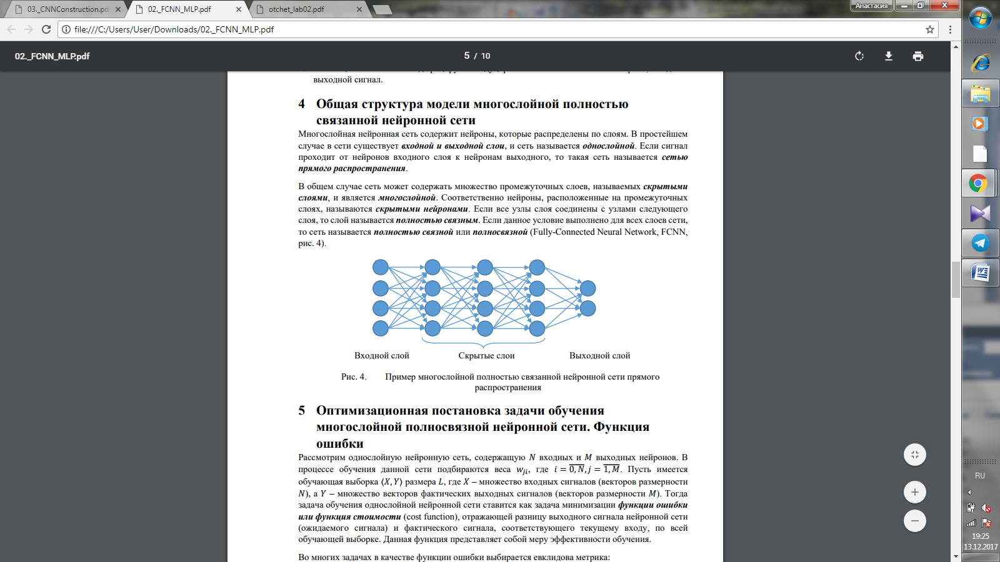 03._CNNConstruction.pd
02._FCNN_MLP.pdf
otchet_lab02.pdf
Анастасия
file:///C:/Users/User/Downloads/02._FCNN_MLP.pdf
02._FCNN_MLP.pdf
5 / 10
выходной сигнал.
4 Общая структура модели многослойной полностью
связанной нейронной сети
Многослойная нейронная сеть содержит нейроны, которые распределены по слоям. В простейшем
случае в сети существует входной и выходной слои, и сеть называется однослойной. Если сигнал
проходит от нейронов входного слоя к нейронам выходного, то такая сеть называется сетью
прямого распространения.
В общем случае сеть может содержать множество промежуточных слоев, называемых скрытыми
слоями, и является многослойной. Соответственно нейроны, расположенные на промежуточных
слоях, называются скрытыми нейронами. Если все узлы слоя соединены с узлами следующего
слоя, то слой называется полностью связным. Если данное условие выполнено для всех слоев сети,
то сеть называется полностью связной или полносвязной (Fully-Connected Neural Network, FCNN,
рис. 4).
Входной слой Скрытые слои Выходной слой
Рис. 4. Пример многослойной полностью связанной нейронной сети прямого
распространения
5 Оптимизационная постановка задачи обучения
многослойной полносвязной нейронной сети. Функция
ошибки
Рассмотрим однослойную нейронную сеть, содержащую N входных и M выходных нейронов. В
процессе обучения данной сети подбираются веса wⱼᵢ, где i = 0, N, j = 1, M. Пусть имеется
обучающая выборка ⟨X, Y⟩ размера L, где X – множество входных сигналов (векторов размерности
N), а Y – множество векторов фактических выходных сигналов (векторов размерности M). Тогда
задача обучения однослойной нейронной сети ставится как задача минимизации функции ошибки
или функция стоимости (cost function), отражающей разницу выходного сигнала нейронной сети
(ожидаемого сигнала) и фактического сигнала, соответствующего текущему входу, по всей
обучающей выборке. Данная функция представляет собой меру эффективности обучения.
Во многих задачах в качестве функции ошибки выбирается евклидова метрика:
RU
19:25
13.12.2017